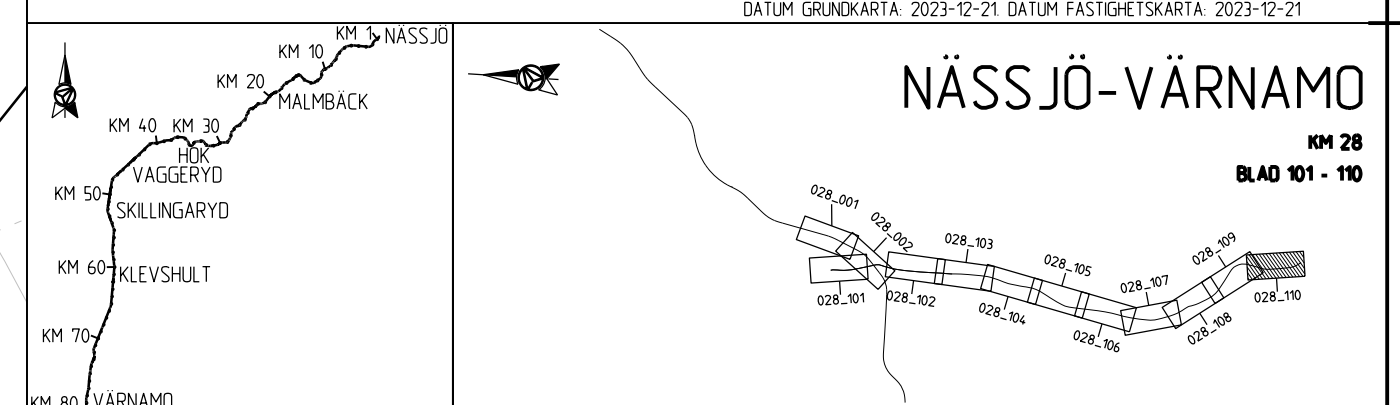 DATUM GRUNDKARTA: 2023-12-21. DATUM FASTIGHETSKARTA: 2023-12-21
KM 1
NÄSSJÖ
KM 10
KM 20
MALMBÄCK
KM 40
KM 30
HOK
VAGGERYD
KM 50
SKILLINGARYD
KM 60
KLEVSHULT
KM 70
KM 80
VÄRNAMO
NÄSSJÖ-VÄRNAMO
KM 28
BLAD 101 - 110
028_001
028_002
028_103
028_105
028_107
028_109
028_101
028_102
028_104
028_106
028_108
028_110